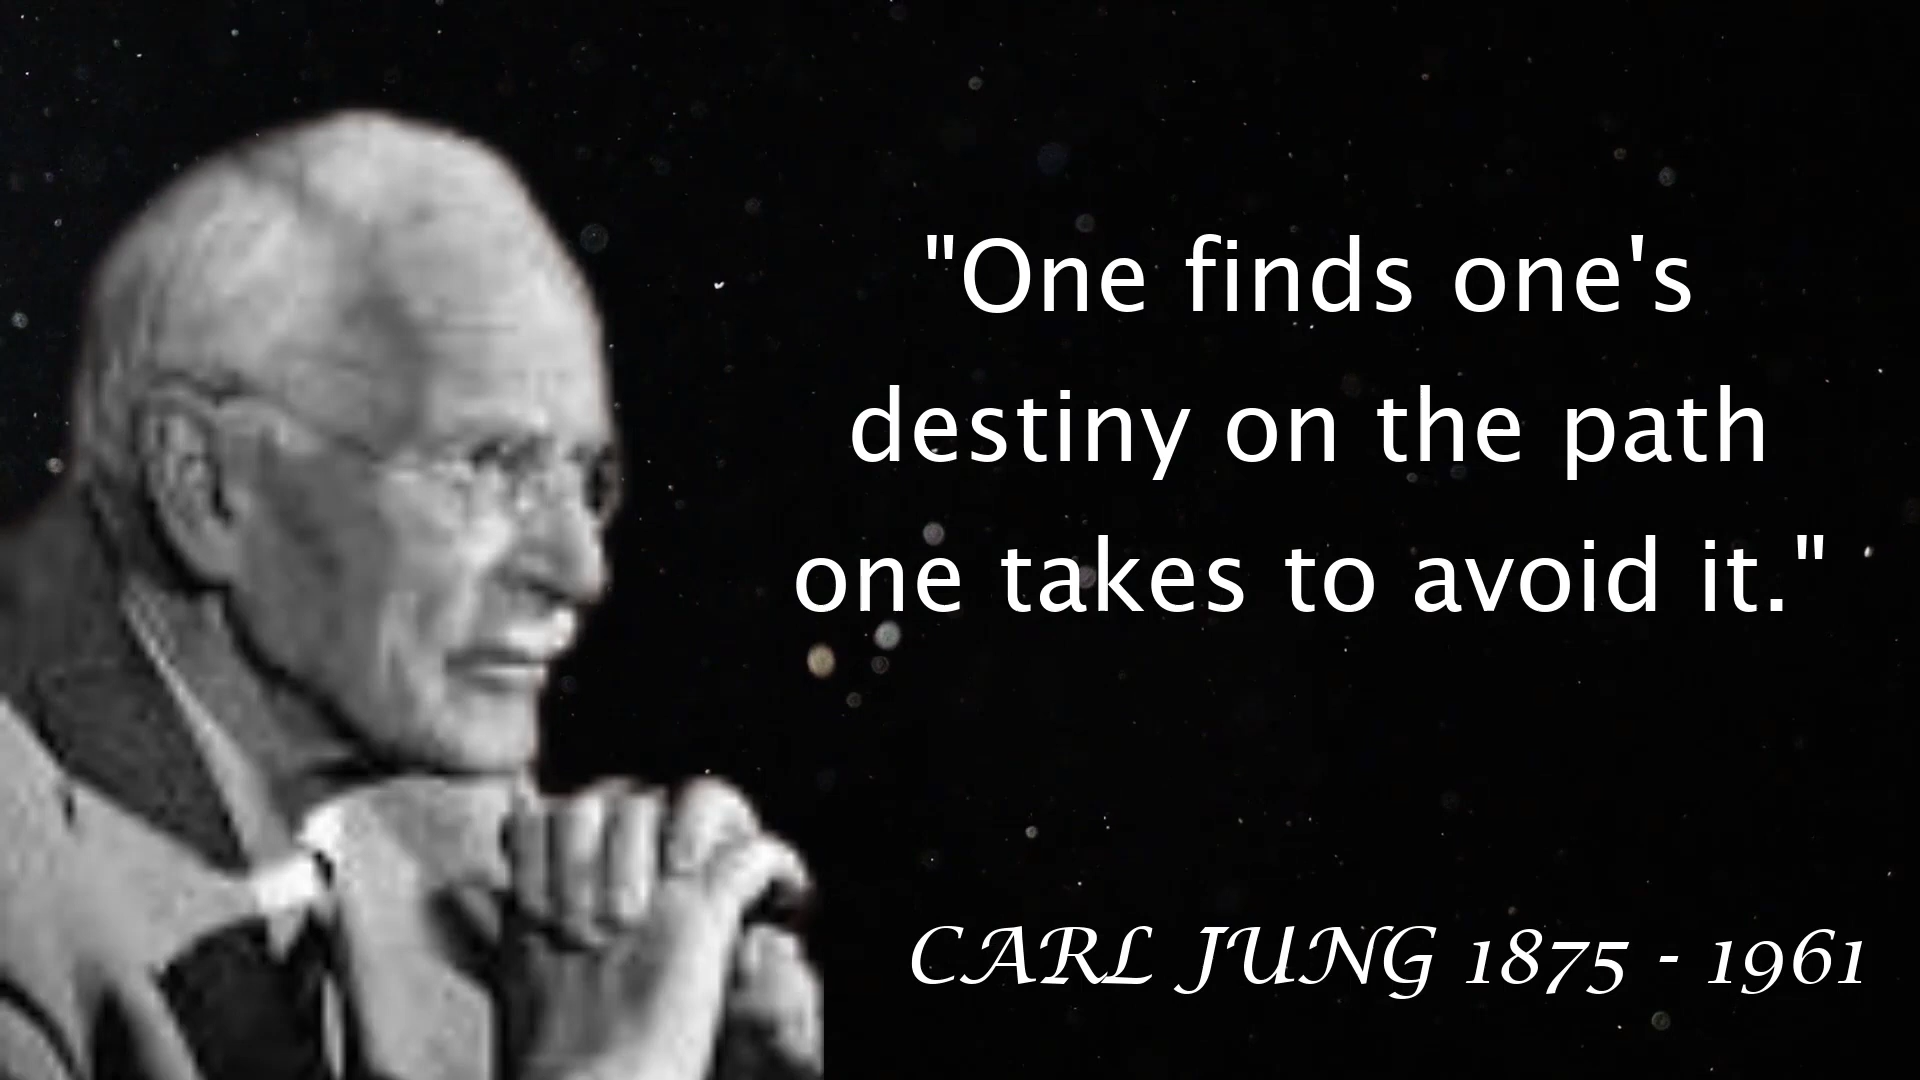 "One finds one's
destiny on the path
one takes to avoid it."
CARL JUNG 1875 - 1961